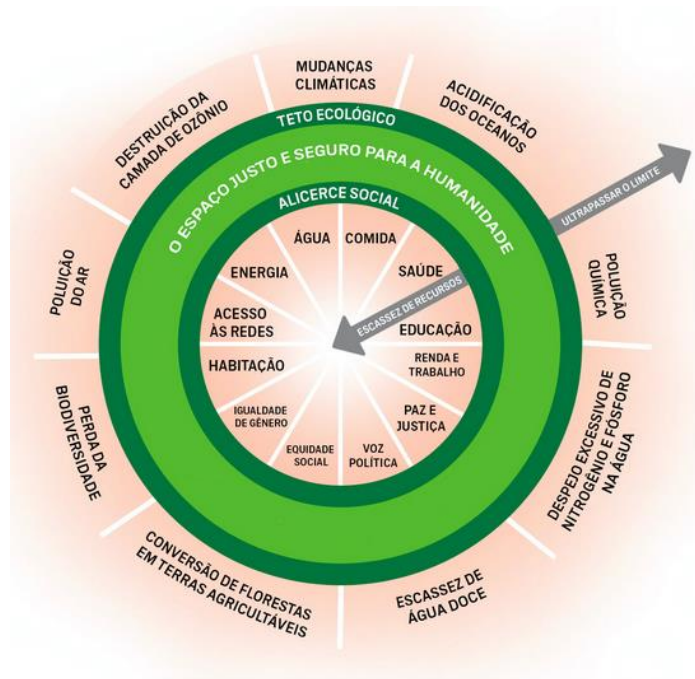 MUDANÇAS
CLIMÁTICAS
ACIDIFICAÇÃO
DOS OCEANOS
POLUIÇÃO
QUÍMICA
DESPEJO EXCESSIVO DE
NITROGÊNIO E FÓSFORO
NA ÁGUA
ESCASSEZ DE
ÁGUA DOCE
CONVERSÃO DE FLORESTAS
EM TERRAS AGRICULTÁVEIS
PERDA DA
BIODIVERSIDADE
POLUIÇÃO
DO AR
DESTRUIÇÃO DA
CAMADA DE OZÔNIO
TETO ECOLÓGICO
O ESPAÇO JUSTO E SEGURO PARA A HUMANIDADE
ALICERCE SOCIAL
ULTRAPASSAR O LIMITE
ESCASSEZ DE RECURSOS
ÁGUA
COMIDA
SAÚDE
EDUCAÇÃO
RENDA E
TRABALHO
PAZ E
JUSTIÇA
VOZ
POLÍTICA
EQUIDADE
SOCIAL
IGUALDADE
DE GÊNERO
HABITAÇÃO
ACESSO
ÀS REDES
ENERGIA